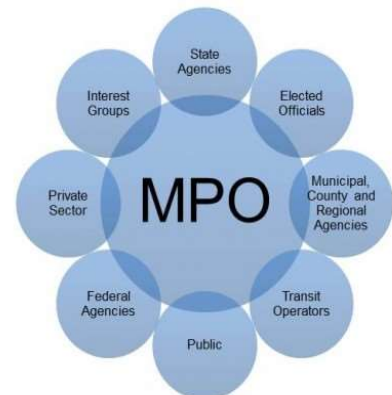 State
Agencies
Elected
Officials
Municipal,
County and
Regional
Agencies
Transit
Operators
Public
Federal
Agencies
Private
Sector
Interest
Groups
MPO